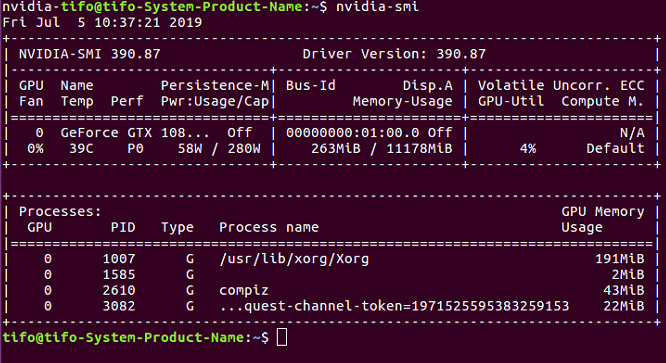 nvidia-tifo@tifo-System-Product-Name:~$ nvidia-smi
Fri Jul  5 10:37:21 2019
+-----------------------------------------------------------------------------+
| NVIDIA-SMI 390.87                 Driver Version: 390.87                    |
|-------------------------------+----------------------+----------------------+
| GPU  Name        Persistence-M| Bus-Id        Disp.A | Volatile Uncorr. ECC |
| Fan  Temp  Perf  Pwr:Usage/Cap|         Memory-Usage | GPU-Util  Compute M. |
|===============================+======================+======================|
|   0  GeForce GTX 108...  Off  | 00000000:01:00.0 Off |                  N/A |
|  0%   39C    P0    58W / 280W |    263MiB / 11178MiB |      4%      Default |
+-------------------------------+----------------------+----------------------+

+-----------------------------------------------------------------------------+
| Processes:                                                       GPU Memory |
|  GPU       PID   Type   Process name                             Usage      |
|=============================================================================|
|    0      1007      G   /usr/lib/xorg/Xorg                           191MiB |
|    0      1585      G                                                  2MiB |
|    0      2610      G   compiz                                        43MiB |
|    0      3082      G   ...quest-channel-token=1971525595383259153    22MiB |
+-----------------------------------------------------------------------------+
tifo@tifo-System-Product-Name:~$